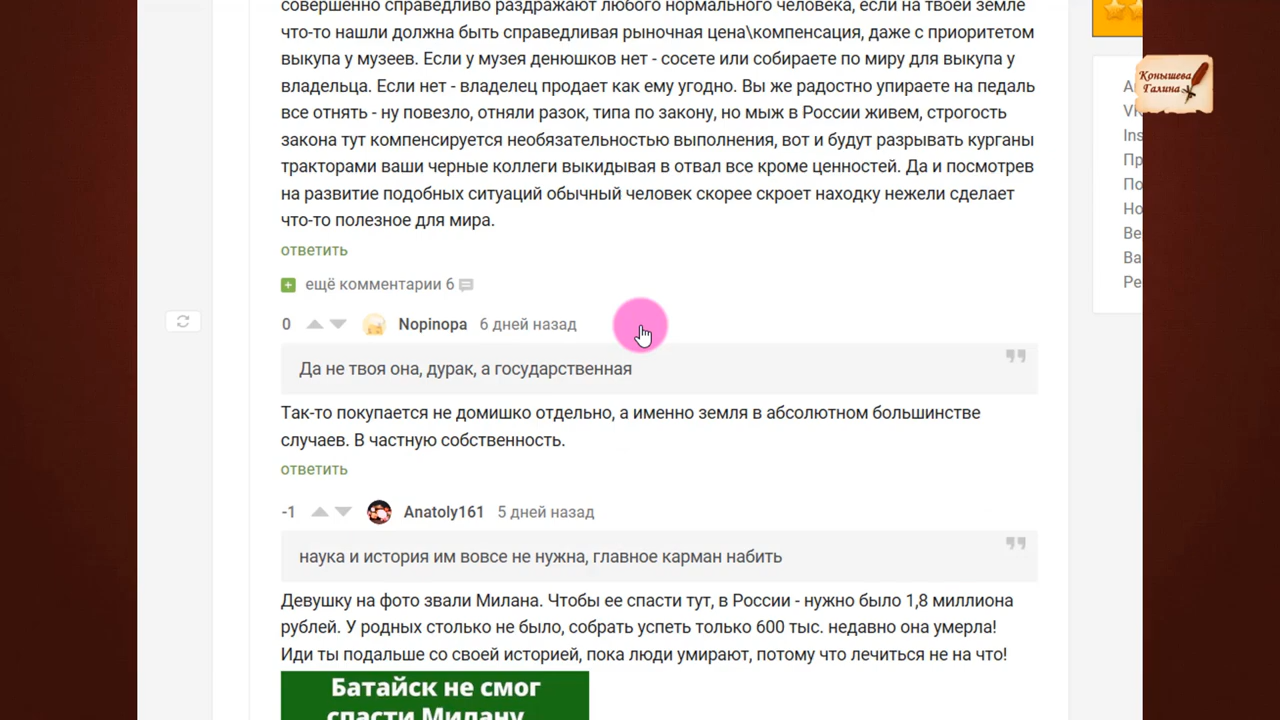 совершенно справедливо раздражают любого нормального человека, если на твоей земле
что-то нашли должна быть справедливая рыночная цена\компенсация, даже с приоритетом
выкупа у музеев. Если у музея денюшков нет - сосете или собираете по миру для выкупа у
владельца. Если нет - владелец продает как ему угодно. Вы же радостно упираете на педаль
все отнять - ну повезло, отняли разок, типа по закону, но мыж в России живем, строгость
закона тут компенсируется необязательностью выполнения, вот и будут разрывать курганы
тракторами ваши черные коллеги выкидывая в отвал все кроме ценностей. Да и посмотрев
на развитие подобных ситуаций обычный человек скорее скроет находку нежели сделает
что-то полезное для мира.
ответить
ещё комментарии 6
0 Nopinopa 6 дней назад
Да не твоя она, дурак, а государственная
Так-то покупается не домишко отдельно, а именно земля в абсолютном большинстве
случаев. В частную собственность.
ответить
-1 Anatoly161 5 дней назад
наука и история им вовсе не нужна, главное карман набить
Девушку на фото звали Милана. Чтобы ее спасти тут, в России - нужно было 1,8 миллиона
рублей. У родных столько не было, собрать успеть только 600 тыс. недавно она умерла!
Иди ты подальше со своей историей, пока люди умирают, потому что лечиться не на что!
Батайск не смог
спасти Милану
Конышева
Галина
Ins
Пр
По
Но
Ве
Ва
Ре